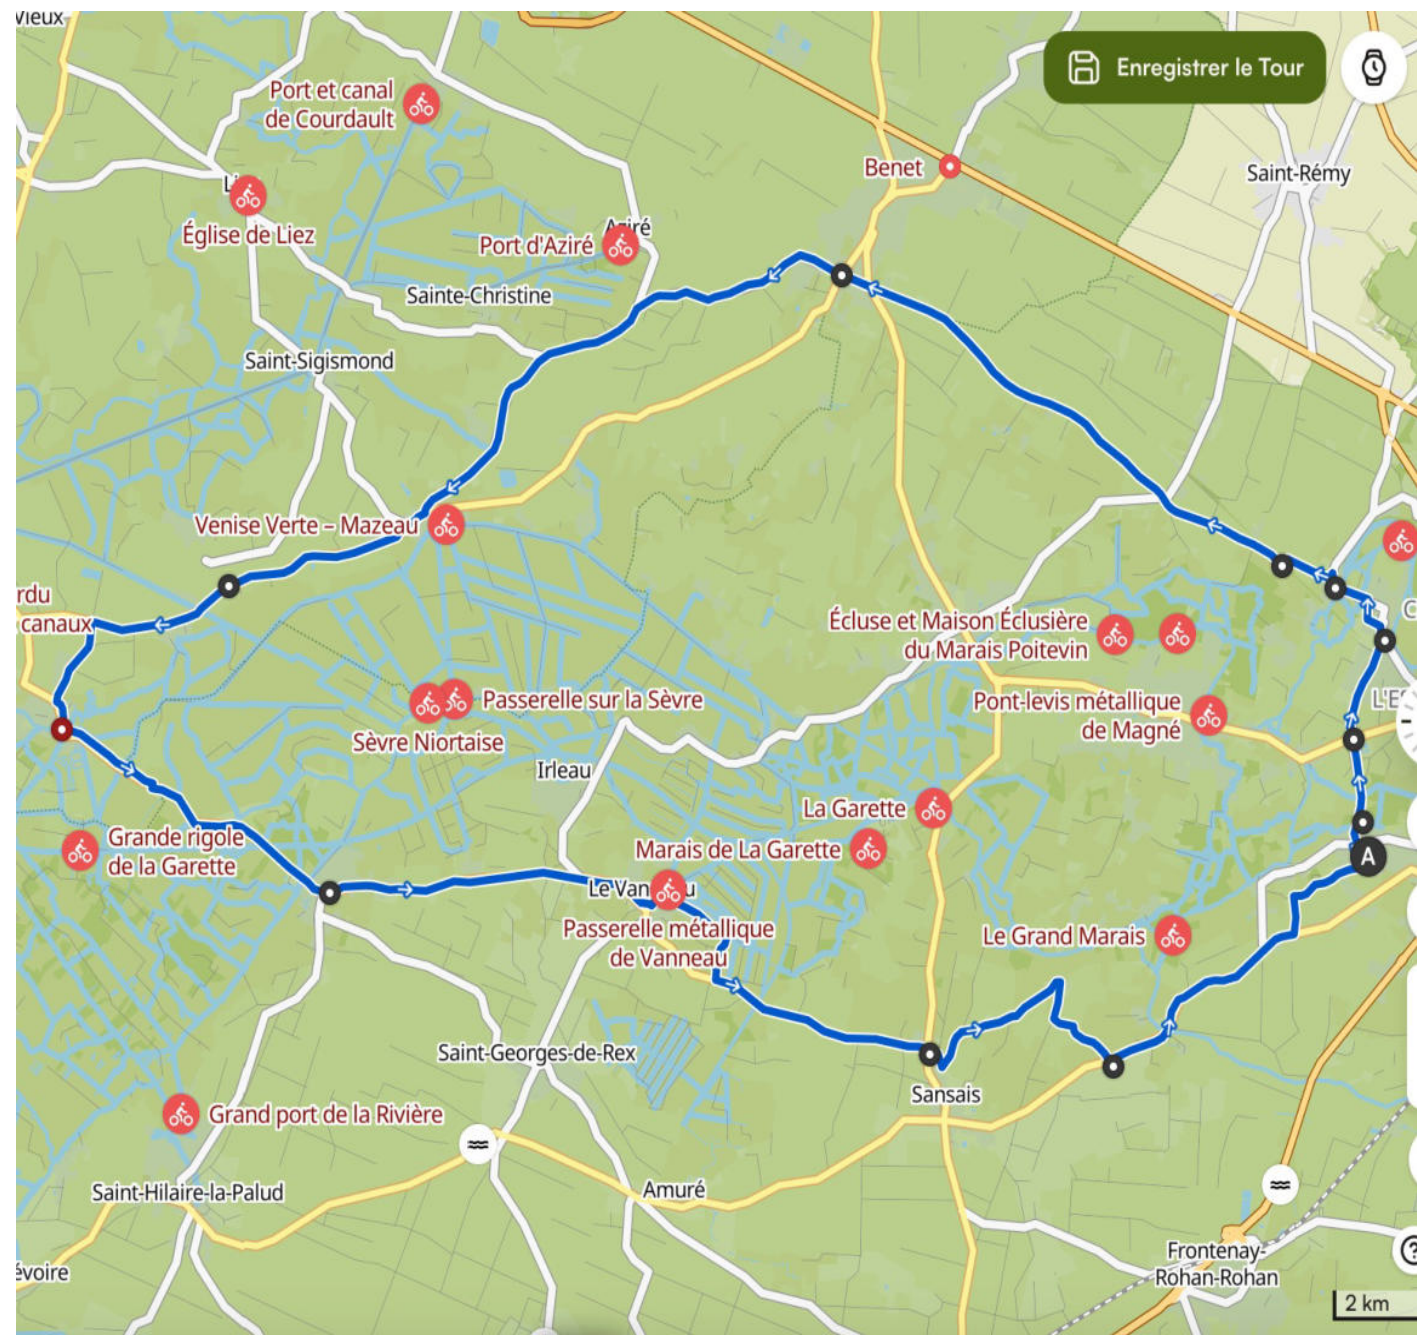 Vieux
Enregistrer le Tour
Port et canal
de Courdault
Benet
Saint-Rémy
Église de Liez
Port d'Aziré
Aziré
Sainte-Christine
Saint-Sigismond
Venise Verte – Mazeau
rdu
canaux
Écluse et Maison Éclusière
du Marais Poitevin
Passerelle sur la Sèvre
Pont-levis métallique
de Magné
Sèvre Niortaise
Irleau
La Garette
Grande rigole
de la Garette
Marais de La Garette
A
Le Van
Passerelle métallique
de Vanneau
Le Grand Marais
Saint-Georges-de-Rex
Sansais
Grand port de la Rivière
Saint-Hilaire-la-Palud
Amuré
Frontenay-
Rohan-Rohan
évoire
2 km